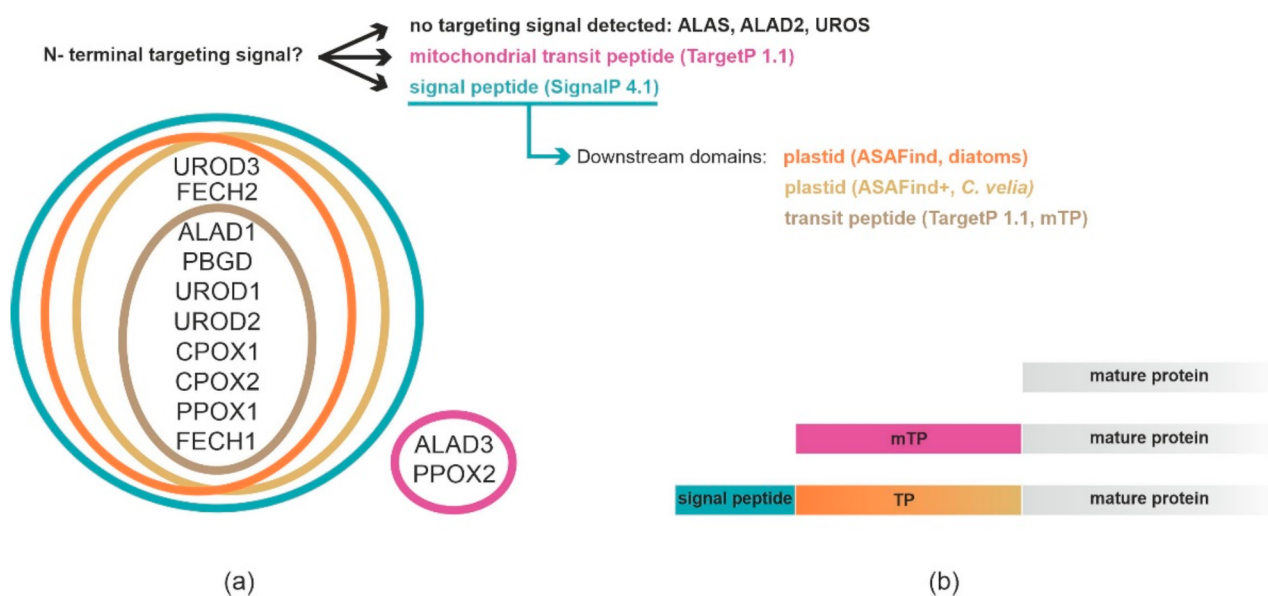 no targeting signal detected: ALAS, ALAD2, UROS
N- terminal targeting signal?
mitochondrial transit peptide (TargetP 1.1)
signal peptide (SignalP 4.1)
Downstream domains:
plastid (ASAFind, diatoms)
plastid (ASAFind+, C. velia)
transit peptide (TargetP 1.1, mTP)
UROD3
FECH2
ALAD1
PBGD
UROD1
UROD2
CPOX1
CPOX2
PPOX1
FECH1
ALAD3
PPOX2
(a)
mature protein
mTP
mature protein
signal peptide
TP
mature protein
(b)